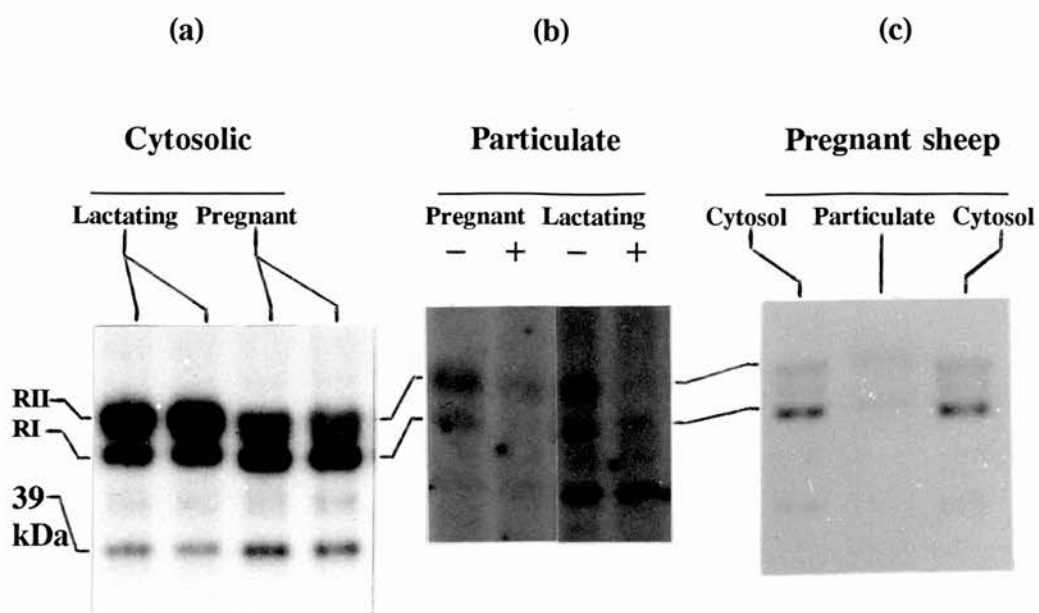 (a) (b) (c)
Cytosolic Particulate Pregnant sheep
Lactating Pregnant Pregnant Lactating Cytosol Particulate Cytosol
− + − +
RII
RI
39
kDa